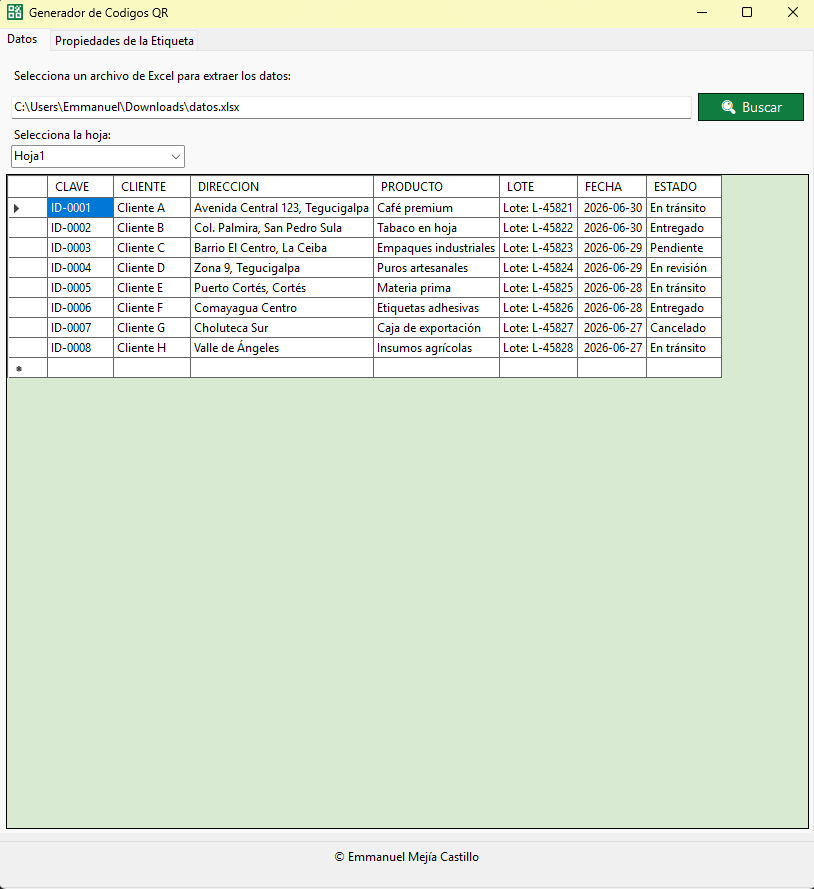 Generador de Codigos QR
Datos Propiedades de la Etiqueta
Selecciona un archivo de Excel para extraer los datos:
C:\Users\Emmanuel\Downloads\datos.xlsx Buscar
Selecciona la hoja:
Hoja1
CLAVE CLIENTE DIRECCION PRODUCTO LOTE FECHA ESTADO
ID-0001 Cliente A Avenida Central 123, Tegucigalpa Café premium Lote: L-45821 2026-06-30 En tránsito
ID-0002 Cliente B Col. Palmira, San Pedro Sula Tabaco en hoja Lote: L-45822 2026-06-30 Entregado
ID-0003 Cliente C Barrio El Centro, La Ceiba Empaques industriales Lote: L-45823 2026-06-29 Pendiente
ID-0004 Cliente D Zona 9, Tegucigalpa Puros artesanales Lote: L-45824 2026-06-29 En revisión
ID-0005 Cliente E Puerto Cortés, Cortés Materia prima Lote: L-45825 2026-06-28 En tránsito
ID-0006 Cliente F Comayagua Centro Etiquetas adhesivas Lote: L-45826 2026-06-28 Entregado
ID-0007 Cliente G Choluteca Sur Caja de exportación Lote: L-45827 2026-06-27 Cancelado
ID-0008 Cliente H Valle de Ángeles Insumos agrícolas Lote: L-45828 2026-06-27 En tránsito
© Emmanuel Mejía Castillo